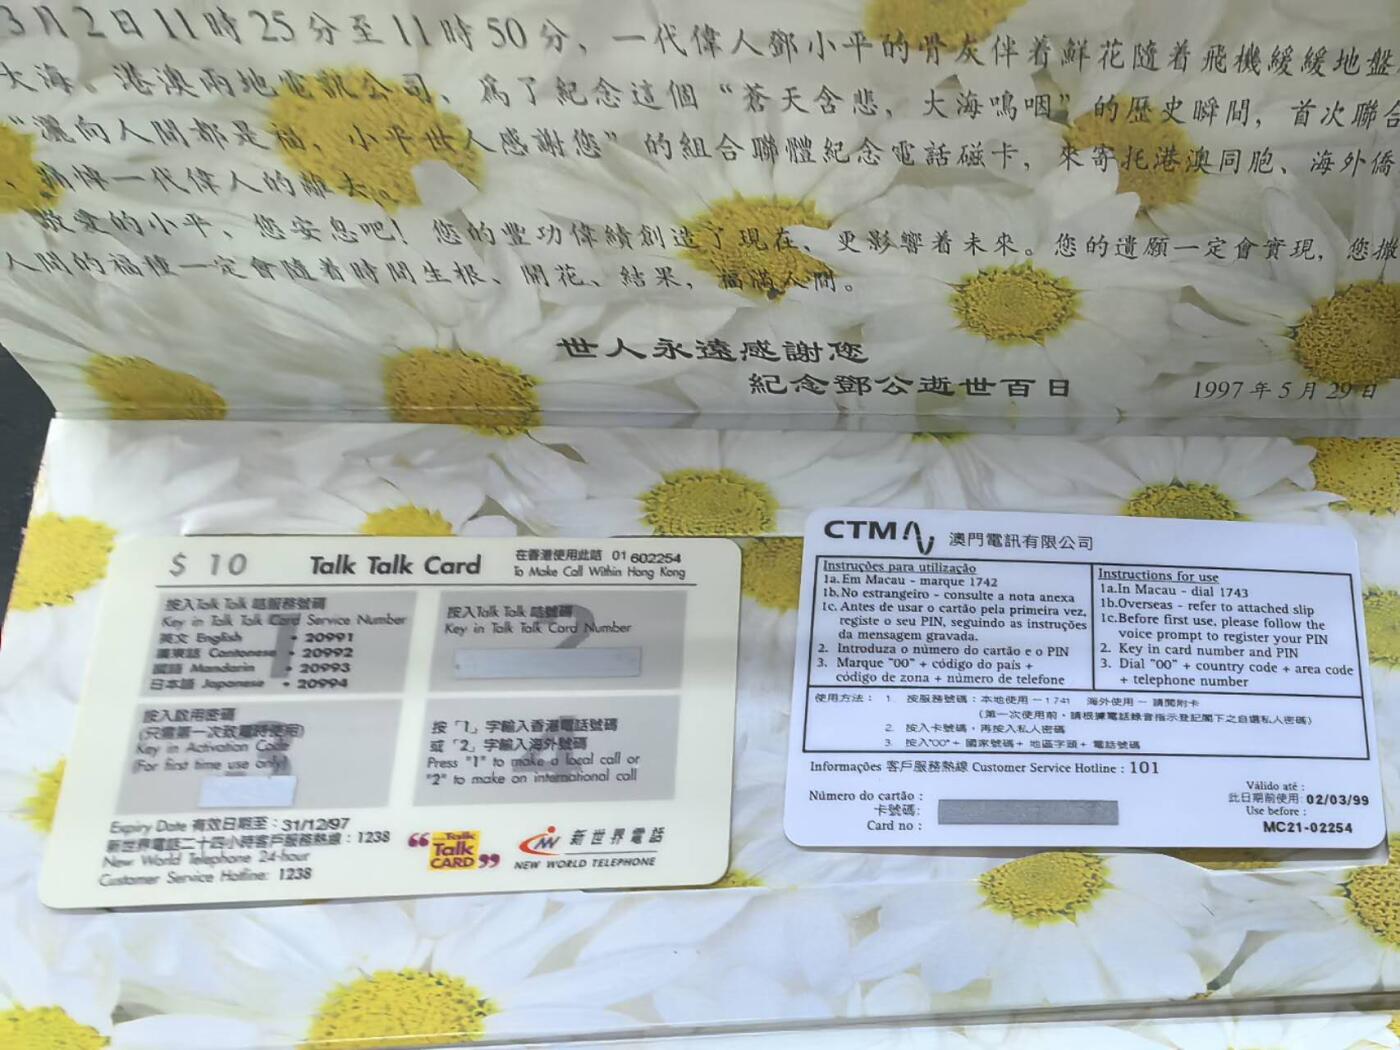 3月2日11時25分至11時50分，一代偉人鄧小平的骨灰伴着鮮花隨着飛機緩緩地盤
大海。港澳兩地電訊公司、爲了紀念這個“蒼天含悲，大海鳴咽”的歷史瞬間，首次聯合
“灑向人間都是福、小平世人感謝您”的組合聯體紀念電話磁卡，來寄托港澳同胞、海外僑
、痛悼一代偉人的離去。
敬愛的小平、您安息吧！您的豐功偉績創造了現在、更影響着未來。您的遺願一定會實現，您撒
人間的福種一定會隨着時間生根、開花、結果，福滿人間。
世人永遠感謝您
紀念鄧公逝世百日
1997年5月29日
$ 10
Talk Talk Card
在香港使用此咭 01 602254
To Make Call Within Hong Kong
按入Talk Talk 咭服務號碼
Key in Talk Talk Card Service Number
英文 English • 20991
廣東話 Cantonese • 20992
國語 Mandarin • 20993
日本語 Japanese • 20994
1
按入Talk Talk 咭號碼
Key in Talk Talk Card Number
2
按入啟用密碼
(只需第一次致電時使用)
Key in Activation Code
(For first time use only)
按「1」字輸入香港電話號碼
或「2」字輸入海外號碼
Press "1" to make a local call or
"2" to make an international call
Expiry Date 有效日期至：31/12/97
新世界電話二十四小時客戶服務熱線：1238
New World Telephone 24-hour
Customer Service Hotline: 1238
“ Talk Talk CARD ”
新世界電話
NEW WORLD TELEPHONE
CTM 澳門電訊有限公司
Instruções para utilização
1a. Em Macau - marque 1742
1b. No estrangeiro - consulte a nota anexa
1c. Antes de usar o cartão pela primeira vez,
registe o seu PIN, seguindo as instruções
da mensagem gravada.
2. Introduza o número do cartão e o PIN
3. Marque "00" + código do país +
código de zona + número de telefone
Instructions for use
1a.In Macau - dial 1743
1b.Overseas - refer to attached slip
1c.Before first use, please follow the
voice prompt to register your PIN
2. Key in card number and PIN
3. Dial "00" + country code + area code
+ telephone number
使用方法： 1. 按服務號碼：本地使用 － 1741 海外使用 － 請閱附卡
(第一次使用前，請根據電話錄音指示登記閣下之自選私人密碼)
2. 按入卡號碼，再按入私人密碼
3. 按入"00"+ 國家號碼+ 地區字頭+ 電話號碼
Informações 客戶服務熱線 Customer Service Hotline : 101
Número do cartão :
卡號碼:
Card no :
Válido até :
此日期前使用: 02/03/99
Use before :
MC21-02254